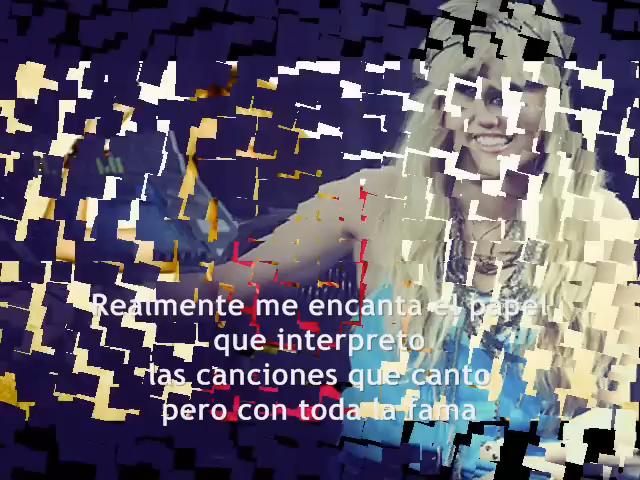 Realmente me encanta el papel
que interpreto
las canciones que canto
pero con toda la fama